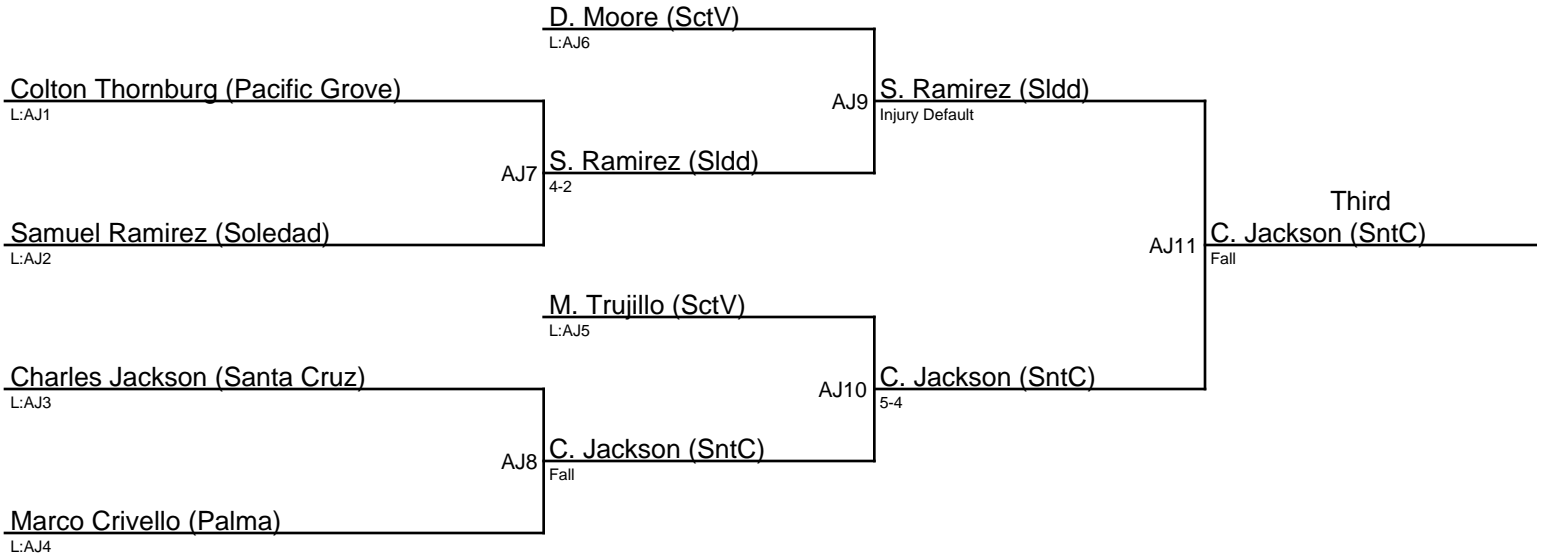 D. Moore (SctV)
L:AJ6
Colton Thornburg (Pacific Grove)
L:AJ1
AJ9
S. Ramirez (Sldd)
Injury Default
AJ7
S. Ramirez (Sldd)
4-2
Third
Samuel Ramirez (Soledad)
L:AJ2
AJ11
C. Jackson (SntC)
Fall
M. Trujillo (SctV)
L:AJ5
Charles Jackson (Santa Cruz)
L:AJ3
AJ10
C. Jackson (SntC)
5-4
AJ8
C. Jackson (SntC)
Fall
Marco Crivello (Palma)
L:AJ4